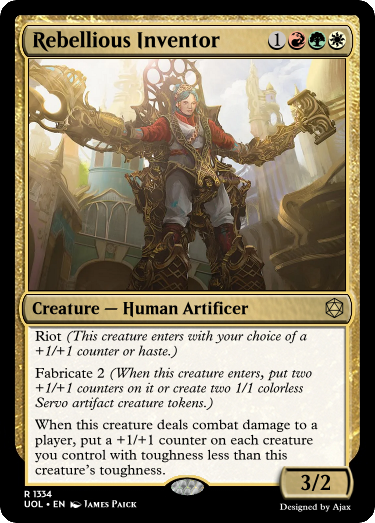 Rebellious Inventor 1
Creature — Human Artificer
Riot (This creature enters with your choice of a
+1/+1 counter or haste.)
Fabricate 2 (When this creature enters, put two
+1/+1 counters on it or create two 1/1 colorless
Servo artifact creature tokens.)
When this creature deals combat damage to a
player, put a +1/+1 counter on each creature
you control with toughness less than this
creature's toughness.
3/2
R 1334
UOL • EN James Paick
Designed by Ajax